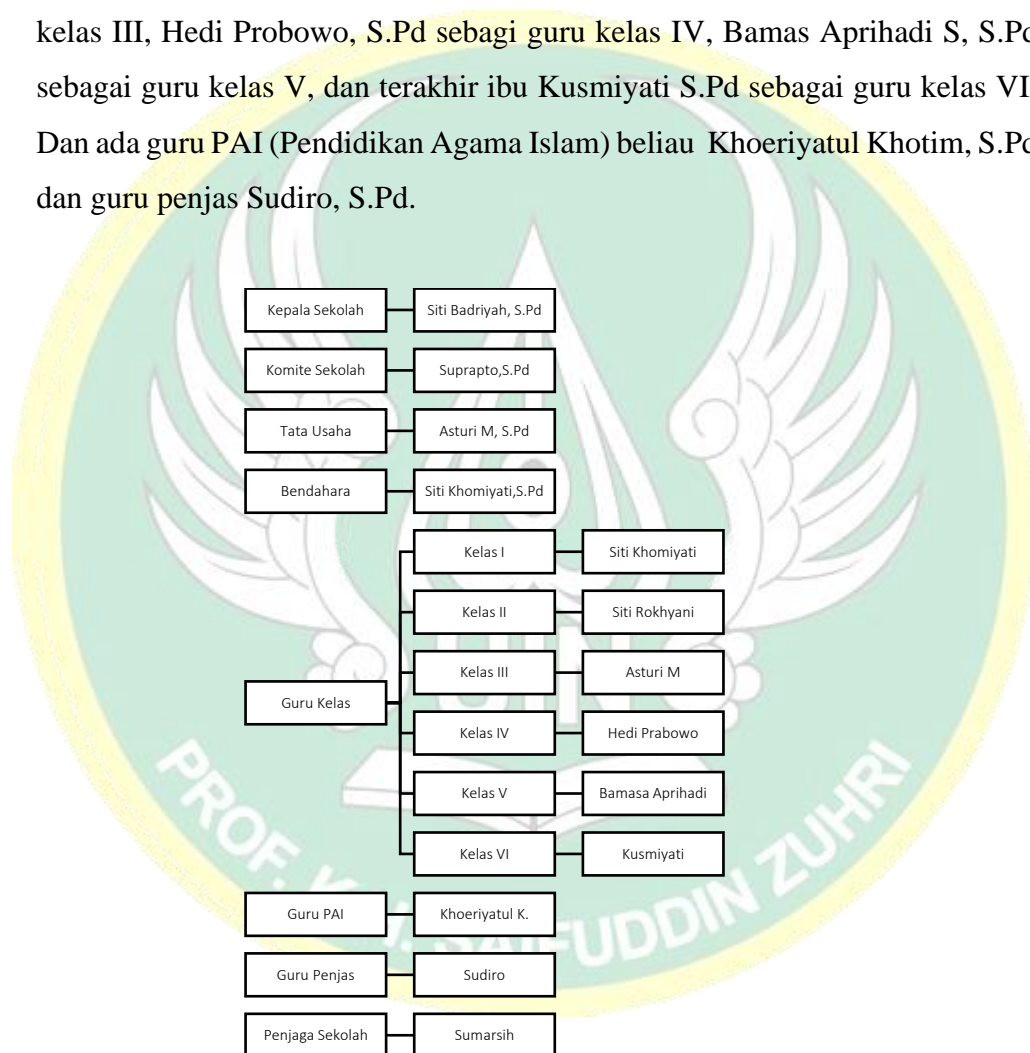 kelas III, Hedi Probowo, S.Pd sebagi guru kelas IV, Bamas Aprihadi S, S.Pd
sebagai guru kelas V, dan terakhir ibu Kusmiyati S.Pd sebagai guru kelas VI
Dan ada guru PAI (Pendidikan Agama Islam) beliau Khoeriyatul Khotim, S.Pd
dan guru penjas Sudiro, S.Pd.
Kepala Sekolah Siti Badriyah, S.Pd
Komite Sekolah Suprapto,S.Pd
Tata Usaha Asturi M, S.Pd
Bendahara Siti Khomiyati,S.Pd
Guru Kelas
Kelas I Siti Khomiyati
Kelas II Siti Rokhyani
Kelas III Asturi M
Kelas IV Hedi Prabowo
Kelas V Bamasa Aprihadi
Kelas VI Kusmiyati
Guru PAI Khoeriyatul K.
Guru Penjas Sudiro
Penjaga Sekolah Sumarsih
UIN
PROF. K.H. SAIFUDDIN ZUHRI